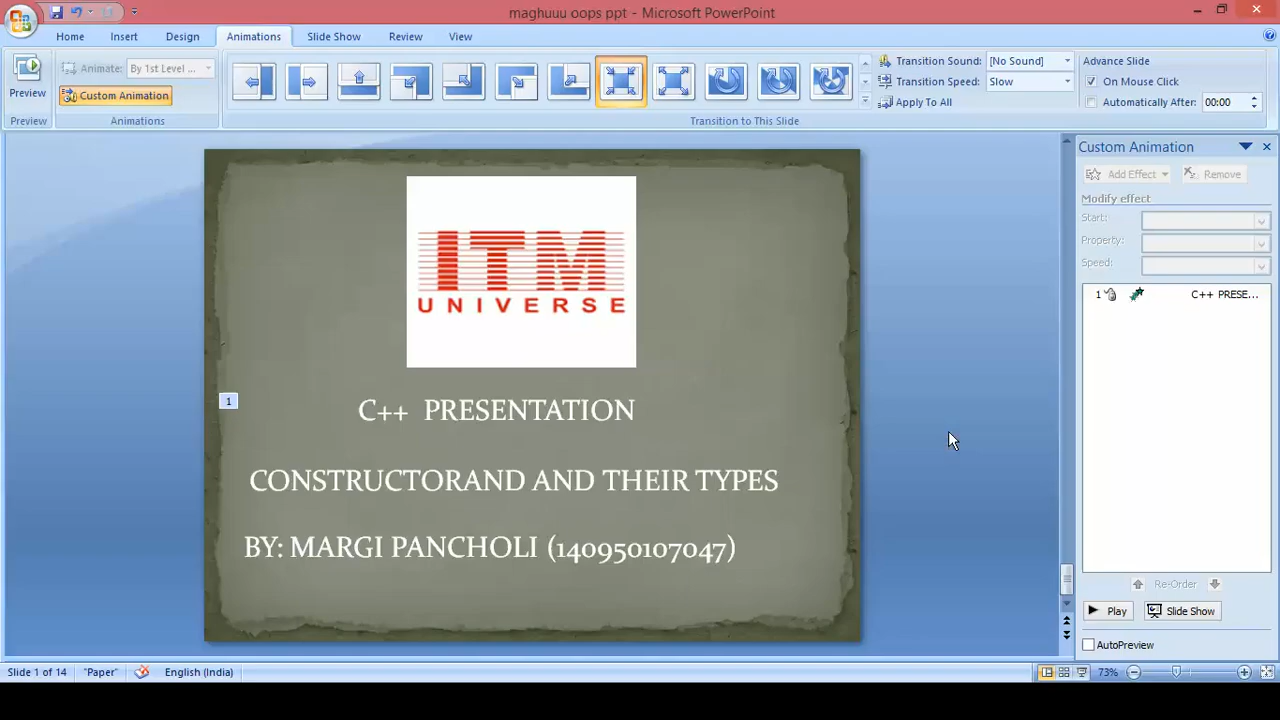 maghuuu oops ppt - Microsoft PowerPoint
Home Insert Design Animations Slide Show Review View
Preview
Preview
Animate: By 1st Level ...
Custom Animation
Animations
Transition Sound: [No Sound]
Transition Speed: Slow
Apply To All
Transition to This Slide
Advance Slide
On Mouse Click
Automatically After: 00:00
ITM
UNIVERSE
1
C++ PRESENTATION
CONSTRUCTORAND AND THEIR TYPES
BY: MARGI PANCHOLI (140950107047)
Custom Animation
Add Effect Remove
Modify effect
Start:
Property:
Speed:
1 C++ PRESE...
Re-Order
Play Slide Show
AutoPreview
Slide 1 of 14 "Paper" English (India) 73%